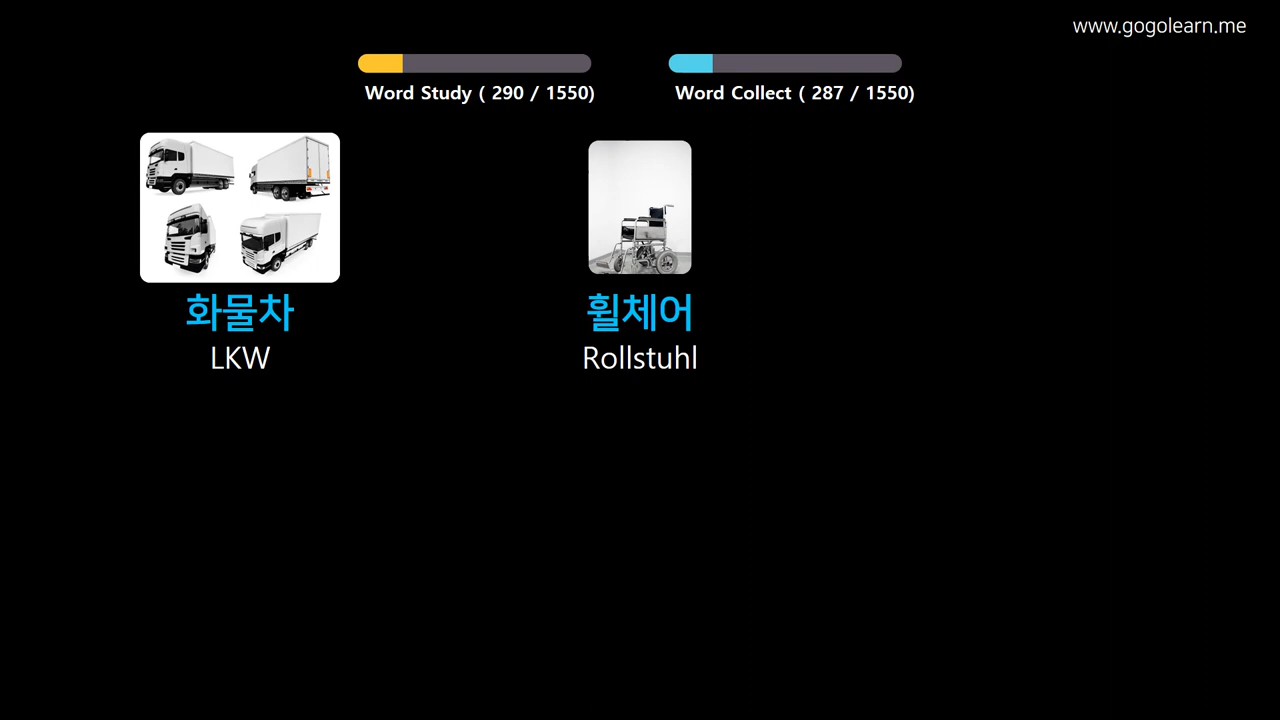 www.gogolearn.me
Word Study ( 290 / 1550)
Word Collect ( 287 / 1550)
화물차
LKW
휠체어
Rollstuhl